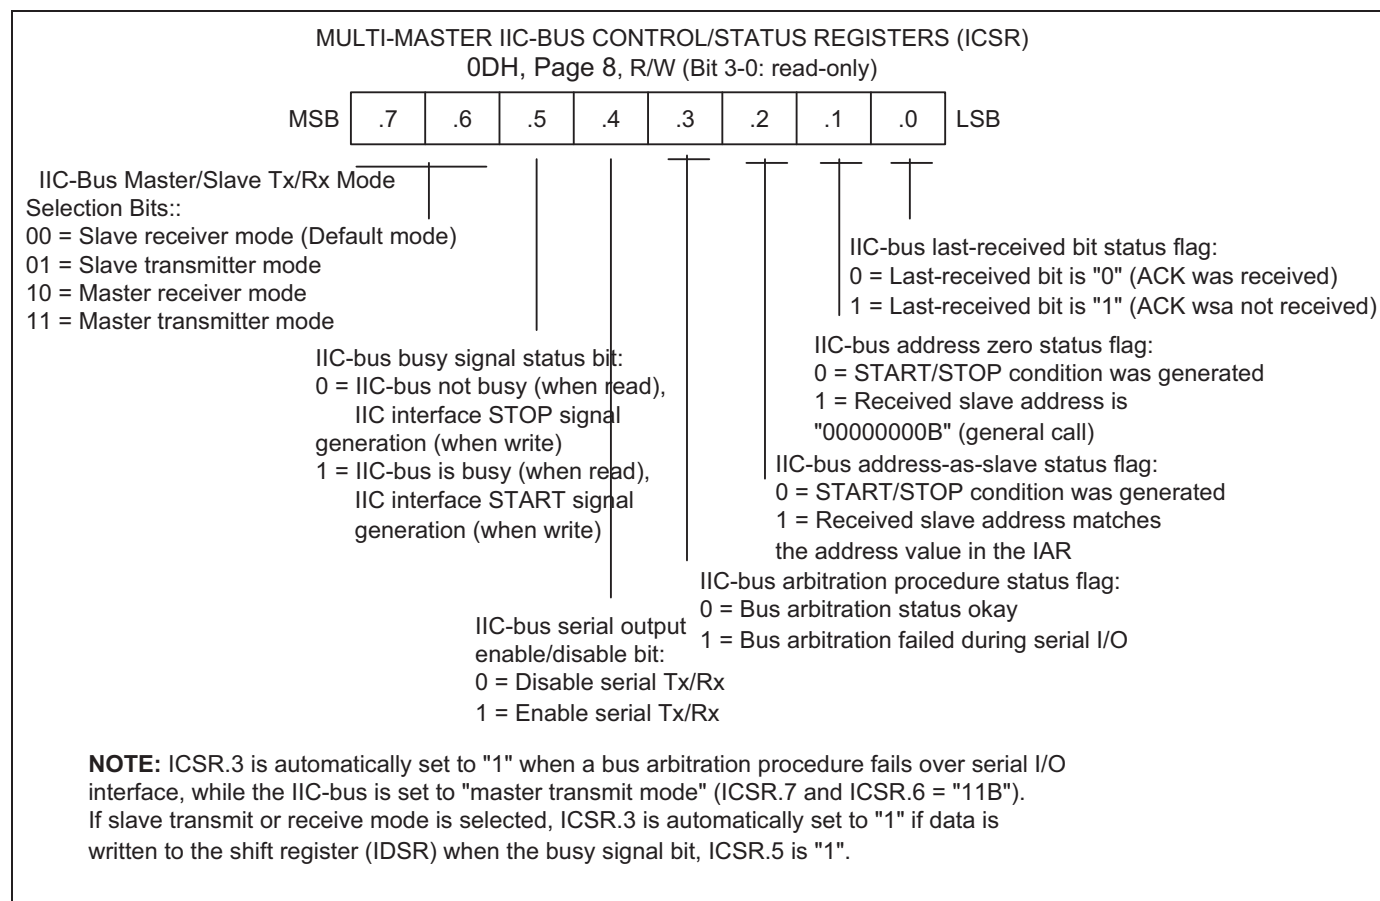 MULTI-MASTER IIC-BUS CONTROL/STATUS REGISTERS (ICSR)
0DH, Page 8, R/W (Bit 3-0: read-only)
MSB .7 .6 .5 .4 .3 .2 .1 .0 LSB
IIC-Bus Master/Slave Tx/Rx Mode
Selection Bits::
00 = Slave receiver mode (Default mode)
01 = Slave transmitter mode
10 = Master receiver mode
11 = Master transmitter mode
IIC-bus last-received bit status flag:
0 = Last-received bit is "0" (ACK was received)
1 = Last-received bit is "1" (ACK wsa not received)
IIC-bus address zero status flag:
0 = START/STOP condition was generated
1 = Received slave address is
"00000000B" (general call)
IIC-bus busy signal status bit:
0 = IIC-bus not busy (when read),
IIC interface STOP signal
generation (when write)
1 = IIC-bus is busy (when read),
IIC interface START signal
generation (when write)
IIC-bus address-as-slave status flag:
0 = START/STOP condition was generated
1 = Received slave address matches
the address value in the IAR
IIC-bus arbitration procedure status flag:
0 = Bus arbitration status okay
1 = Bus arbitration failed during serial I/O
IIC-bus serial output
enable/disable bit:
0 = Disable serial Tx/Rx
1 = Enable serial Tx/Rx
NOTE: ICSR.3 is automatically set to "1" when a bus arbitration procedure fails over serial I/O
interface, while the IIC-bus is set to "master transmit mode" (ICSR.7 and ICSR.6 = "11B").
If slave transmit or receive mode is selected, ICSR.3 is automatically set to "1" if data is
written to the shift register (IDSR) when the busy signal bit, ICSR.5 is "1".